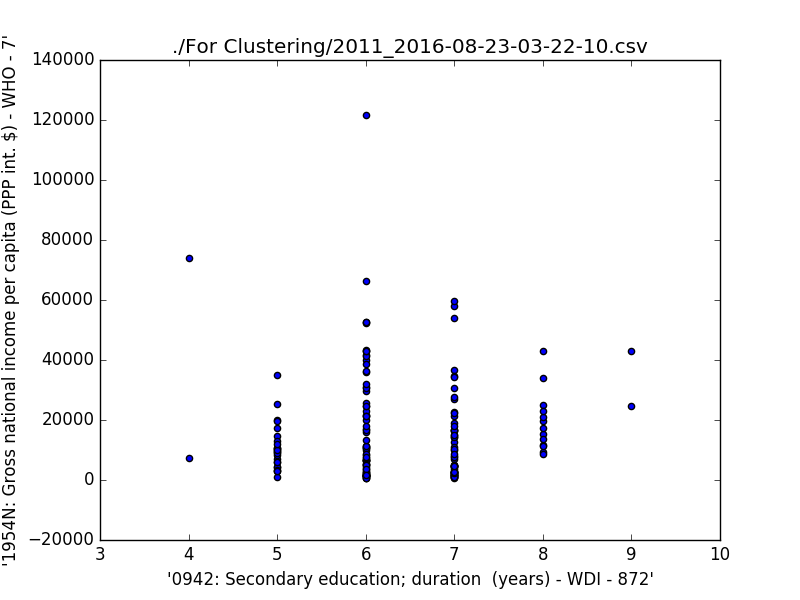 ./For Clustering/2011_2016-08-23-03-22-10.csv
'1954N: Gross national income per capita (PPP int. $) - WHO - 7'
140000
120000
100000
80000
60000
40000
20000
0
−20000
3 4 5 6 7 8 9 10
'0942: Secondary education; duration  (years) - WDI - 872'